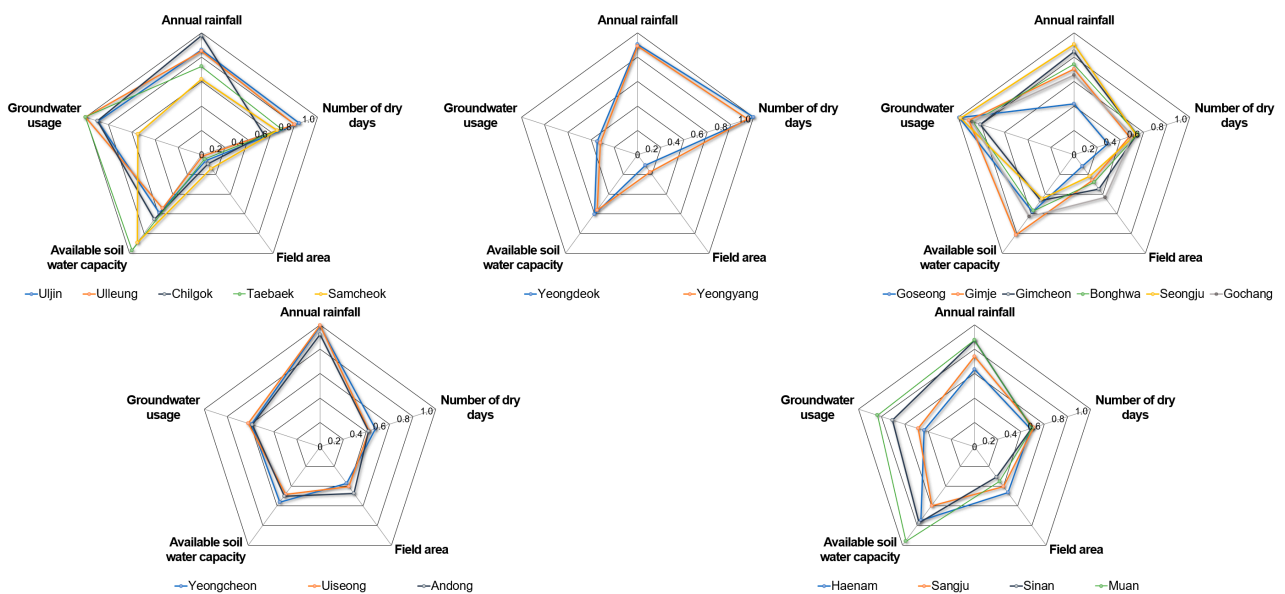 Annual rainfall
Groundwater
usage
Number of dry
days
0
0.2
0.4
0.6
0.8
1.0
Available soil
water capacity
Field area
Uljin
Ulleung
Chilgok
Taebaek
Samcheok
Annual rainfall
Groundwater
usage
Number of dry
days
0
0.2
0.4
0.6
0.8
1.0
Available soil
water capacity
Field area
Yeongdeok
Yeongyang
Annual rainfall
Groundwater
usage
Number of dry
days
0
0.2
0.4
0.6
0.8
1.0
Available soil
water capacity
Field area
Goseong
Gimje
Gimcheon
Bonghwa
Seongju
Gochang
Annual rainfall
Groundwater
usage
Number of dry
days
0
0.2
0.4
0.6
0.8
1.0
Available soil
water capacity
Field area
Yeongcheon
Uiseong
Andong
Annual rainfall
Groundwater
usage
Number of dry
days
0
0.2
0.4
0.6
0.8
1.0
Available soil
water capacity
Field area
Haenam
Sangju
Sinan
Muan